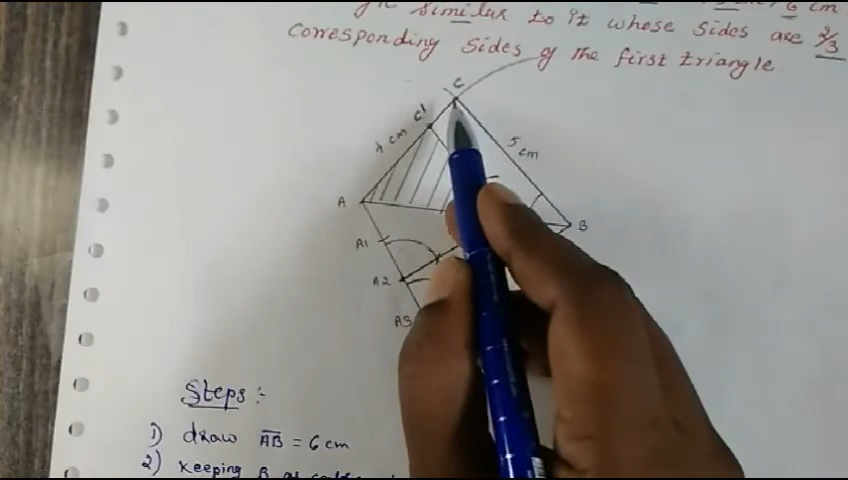 similar to it whose sides are 2/3
corresponding sides of the first triangle.
C
C'
4 cm
5 cm
A
B
A1
A2
A3
Steps :-
1) draw AB = 6 cm
2) Keeping B as